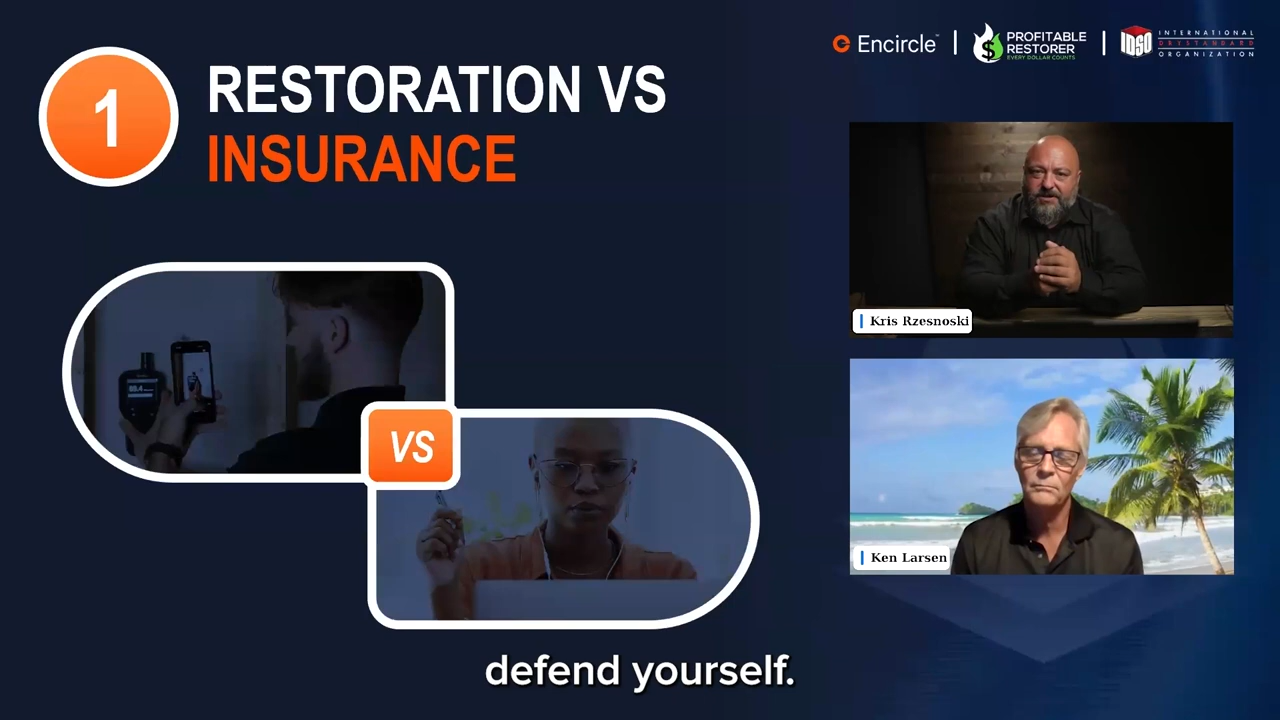 1
RESTORATION VS
INSURANCE
Encircle
PROFITABLE
RESTORER
EVERY DOLLAR COUNTS
IDSO
INTERNATIONAL
DRYSTANDARD
ORGANIZATION
Kris Rzesnoski
VS
Ken Larsen
defend yourself.